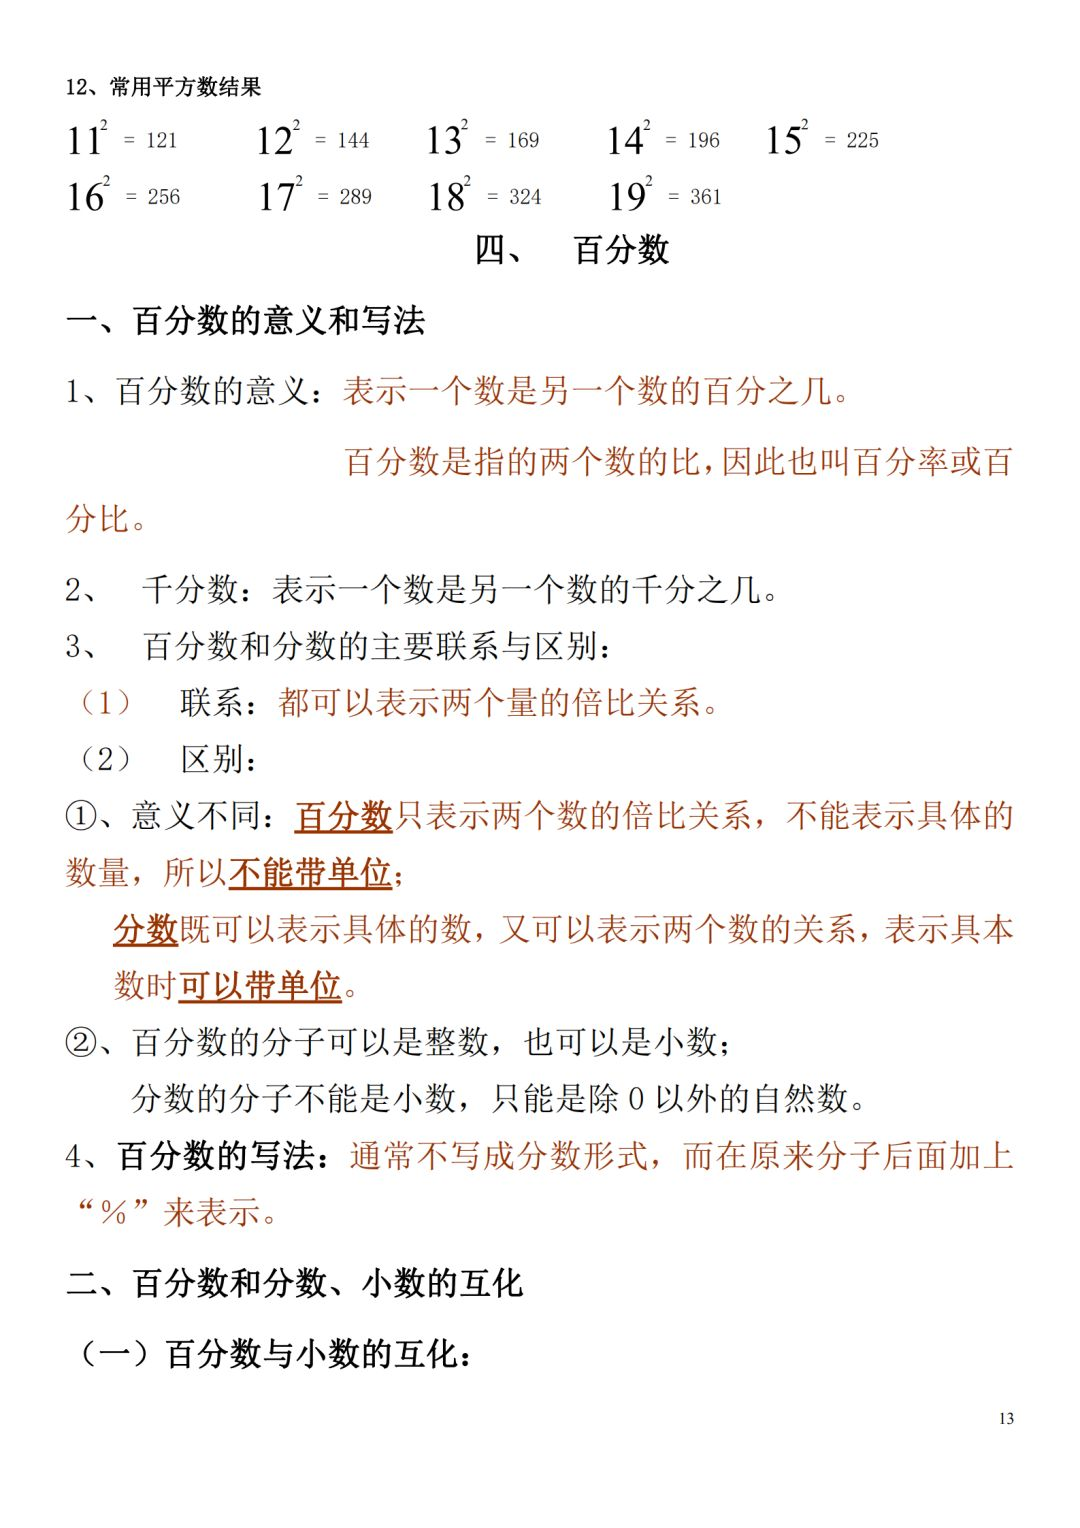 12、常用平方数结果
11² = 121 12² = 144 13² = 169 14² = 196 15² = 225
16² = 256 17² = 289 18² = 324 19² = 361
四、 百分数
一、百分数的意义和写法
1、百分数的意义：表示一个数是另一个数的百分之几。
百分数是指的两个数的比，因此也叫百分率或百
分比。
2、 千分数：表示一个数是另一个数的千分之几。
3、 百分数和分数的主要联系与区别：
（1） 联系：都可以表示两个量的倍比关系。
（2） 区别：
①、意义不同：百分数只表示两个数的倍比关系，不能表示具体的
数量，所以不能带单位；
分数既可以表示具体的数，又可以表示两个数的关系，表示具本
数时可以带单位。
②、百分数的分子可以是整数，也可以是小数；
分数的分子不能是小数，只能是除 0 以外的自然数。
4、百分数的写法：通常不写成分数形式，而在原来分子后面加上
“%”来表示。
二、百分数和分数、小数的互化
（一）百分数与小数的互化：
13